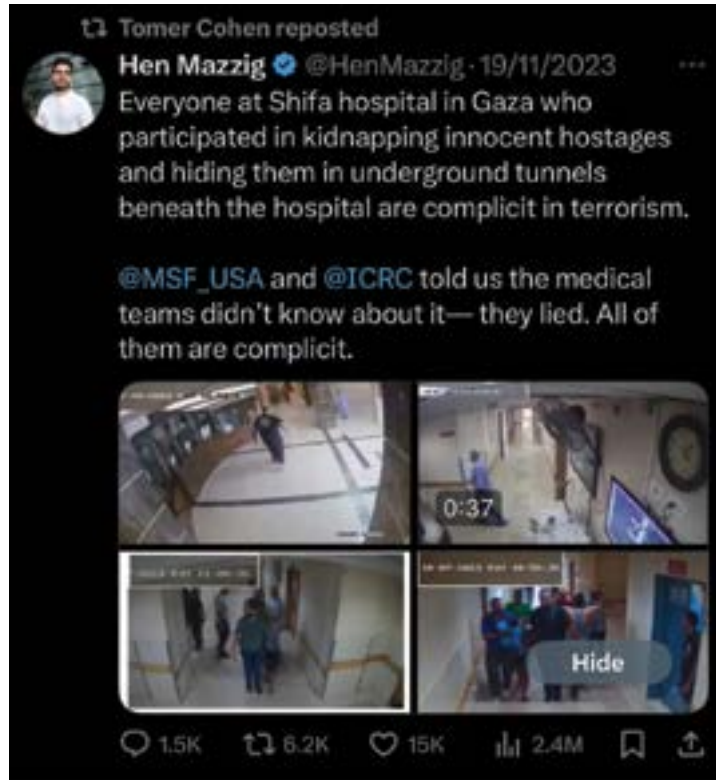 Tomer Cohen reposted
Hen Mazzig @HenMazzig · 19/11/2023
Everyone at Shifa hospital in Gaza who
participated in kidnapping innocent hostages
and hiding them in underground tunnels
beneath the hospital are complicit in terrorism.
@MSF_USA and @ICRC told us the medical
teams didn't know about it— they lied. All of
them are complicit.
0:37
Hide
1.5K 6.2K 15K 2.4M